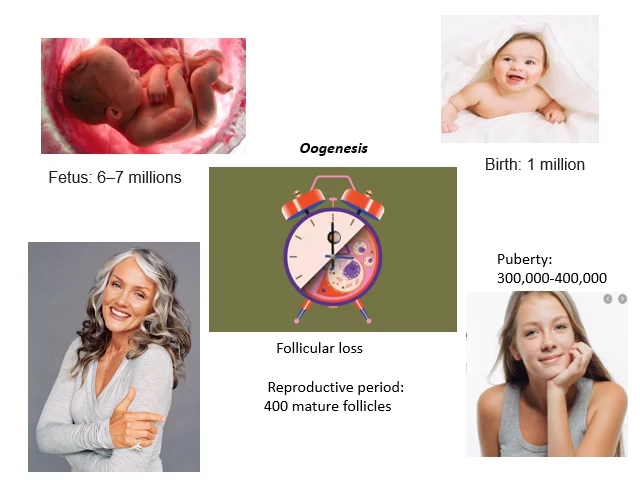 Oogenesis
Fetus: 6–7 millions
Birth: 1 million
Puberty:
300,000-400,000
Follicular loss
Reproductive period:
400 mature follicles